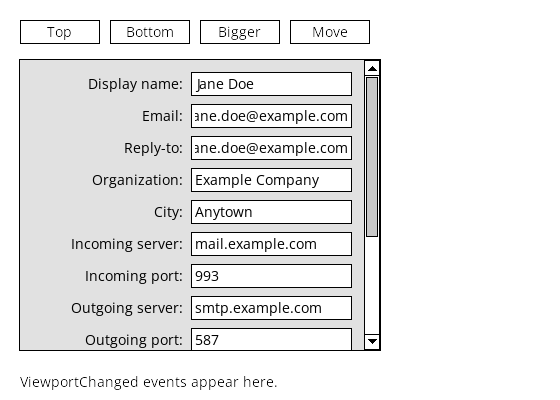 Top Bottom Bigger Move
Display name: Jane Doe
Email: ane.doe@example.com
Reply-to: ane.doe@example.com
Organization: Example Company
City: Anytown
Incoming server: mail.example.com
Incoming port: 993
Outgoing server: smtp.example.com
Outgoing port: 587
ViewportChanged events appear here.